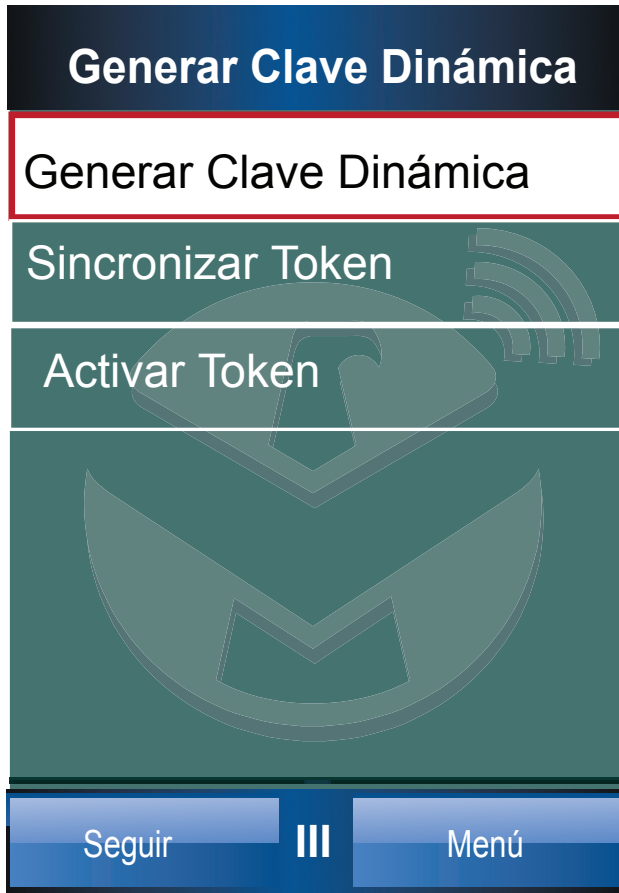 Generar Clave Dinámica
Generar Clave Dinámica
Sincronizar Token
Activar Token
Seguir
Menú